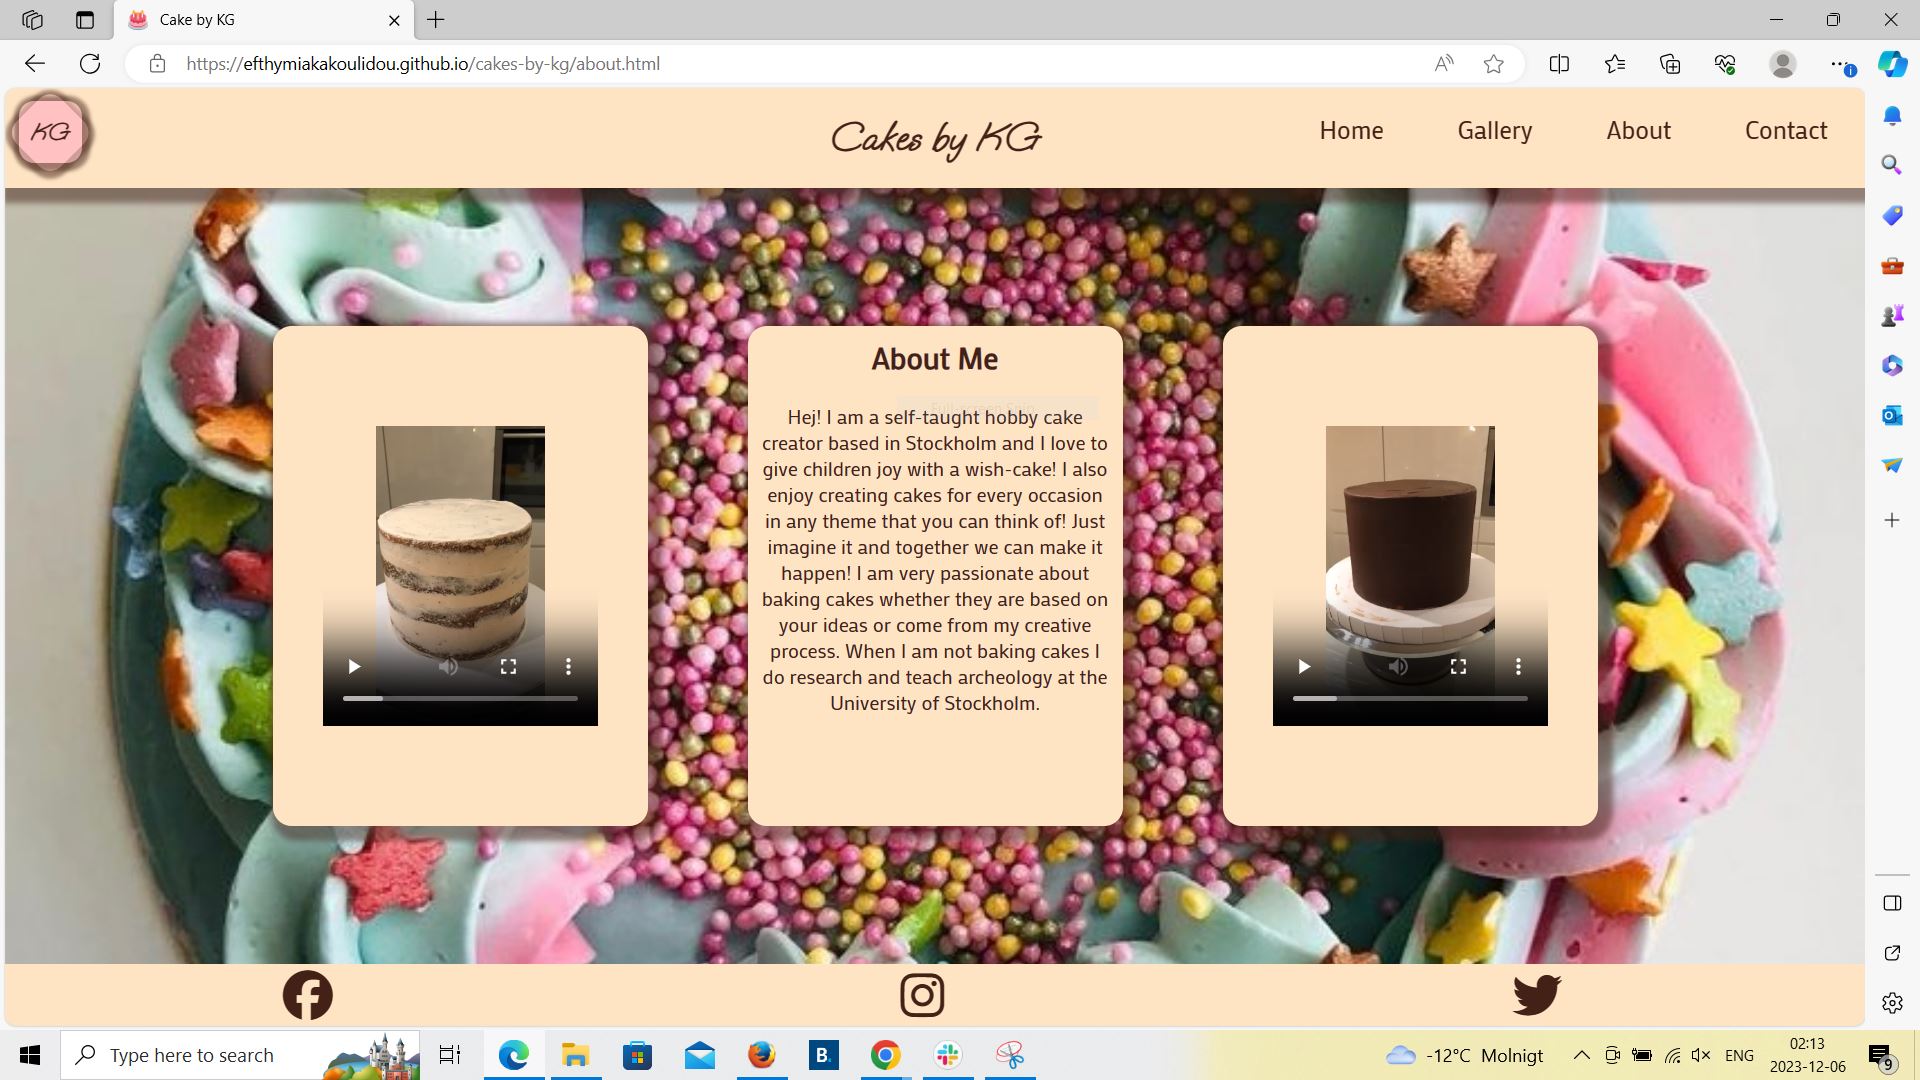 Cake by KG
https://efthymiakakoulidou.github.io/cakes-by-kg/about.html
KG
Cakes by KG
Home
Gallery
About
Contact
About Me
Hej! I am a self-taught hobby cake
creator based in Stockholm and I love to
give children joy with a wish-cake! I also
enjoy creating cakes for every occasion
in any theme that you can think of! Just
imagine it and together we can make it
happen! I am very passionate about
baking cakes whether they are based on
your ideas or come from my creative
process. When I am not baking cakes I
do research and teach archeology at the
University of Stockholm.
Type here to search
B.
-12°C Molnigt
ENG
02:13
2023-12-06
9